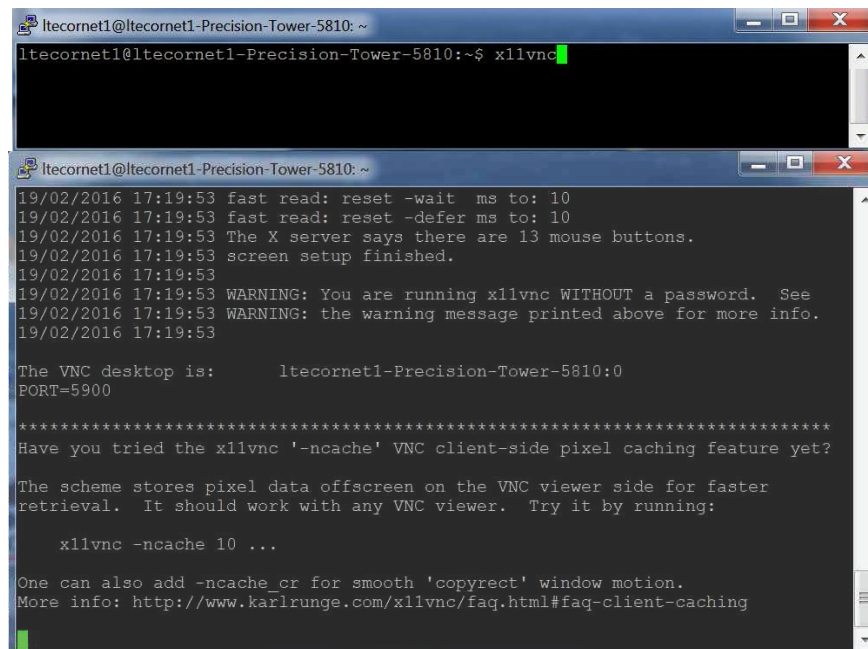 ltecornet1@ltecornet1-Precision-Tower-5810: ~
ltecornet1@ltecornet1-Precision-Tower-5810:~$ x11vnc
ltecornet1@ltecornet1-Precision-Tower-5810: ~
19/02/2016 17:19:53 fast read: reset -wait  ms to: 10
19/02/2016 17:19:53 fast read: reset -defer ms to: 10
19/02/2016 17:19:53 The X server says there are 13 mouse buttons.
19/02/2016 17:19:53 screen setup finished.
19/02/2016 17:19:53
19/02/2016 17:19:53 WARNING: You are running x11vnc WITHOUT a password.  See
19/02/2016 17:19:53 WARNING: the warning message printed above for more info.
19/02/2016 17:19:53
The VNC desktop is:      ltecornet1-Precision-Tower-5810:0
PORT=5900
******************************************************************************
Have you tried the x11vnc '-ncache' VNC client-side pixel caching feature yet?
The scheme stores pixel data offscreen on the VNC viewer side for faster
retrieval.  It should work with any VNC viewer.  Try it by running:
x11vnc -ncache 10 ...
One can also add -ncache_cr for smooth 'copyrect' window motion.
More info: http://www.karlrunge.com/x11vnc/faq.html#faq-client-caching